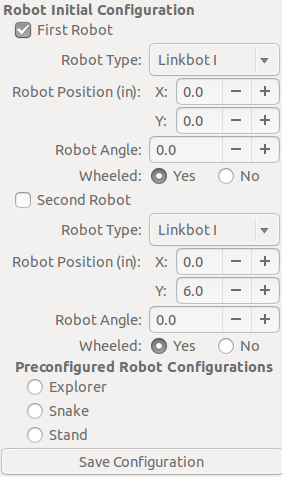 Robot Initial Configuration
First Robot
Robot Type: Linkbot I
Robot Position (in): X: 0.0 − +
Y: 0.0 − +
Robot Angle: 0.0 − +
Wheeled: Yes No
Second Robot
Robot Type: Linkbot I
Robot Position (in): X: 0.0 − +
Y: 6.0 − +
Robot Angle: 0.0 − +
Wheeled: Yes No
Preconfigured Robot Configurations
Explorer
Snake
Stand
Save Configuration